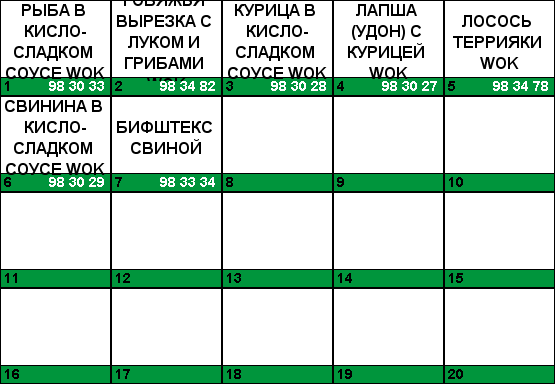 РЫБА В
КИСЛО-
СЛАДКОМ
СОУСЕ WOK
1 98 30 33
ГОВЯЖЬЯ
ВЫРЕЗКА С
ЛУКОМ И
ГРИБАМИ
WOK
2 98 34 82
КУРИЦА В
КИСЛО-
СЛАДКОМ
СОУСЕ WOK
3 98 30 28
ЛАПША
(УДОН) С
КУРИЦЕЙ
WOK
4 98 30 27
ЛОСОСЬ
ТЕРРИЯКИ
WOK
5 98 34 78
СВИНИНА В
КИСЛО-
СЛАДКОМ
СОУСЕ WOK
6 98 30 29
БИФШТЕКС
СВИНОЙ
7 98 33 34
8
9
10
11
12
13
14
15
16
17
18
19
20